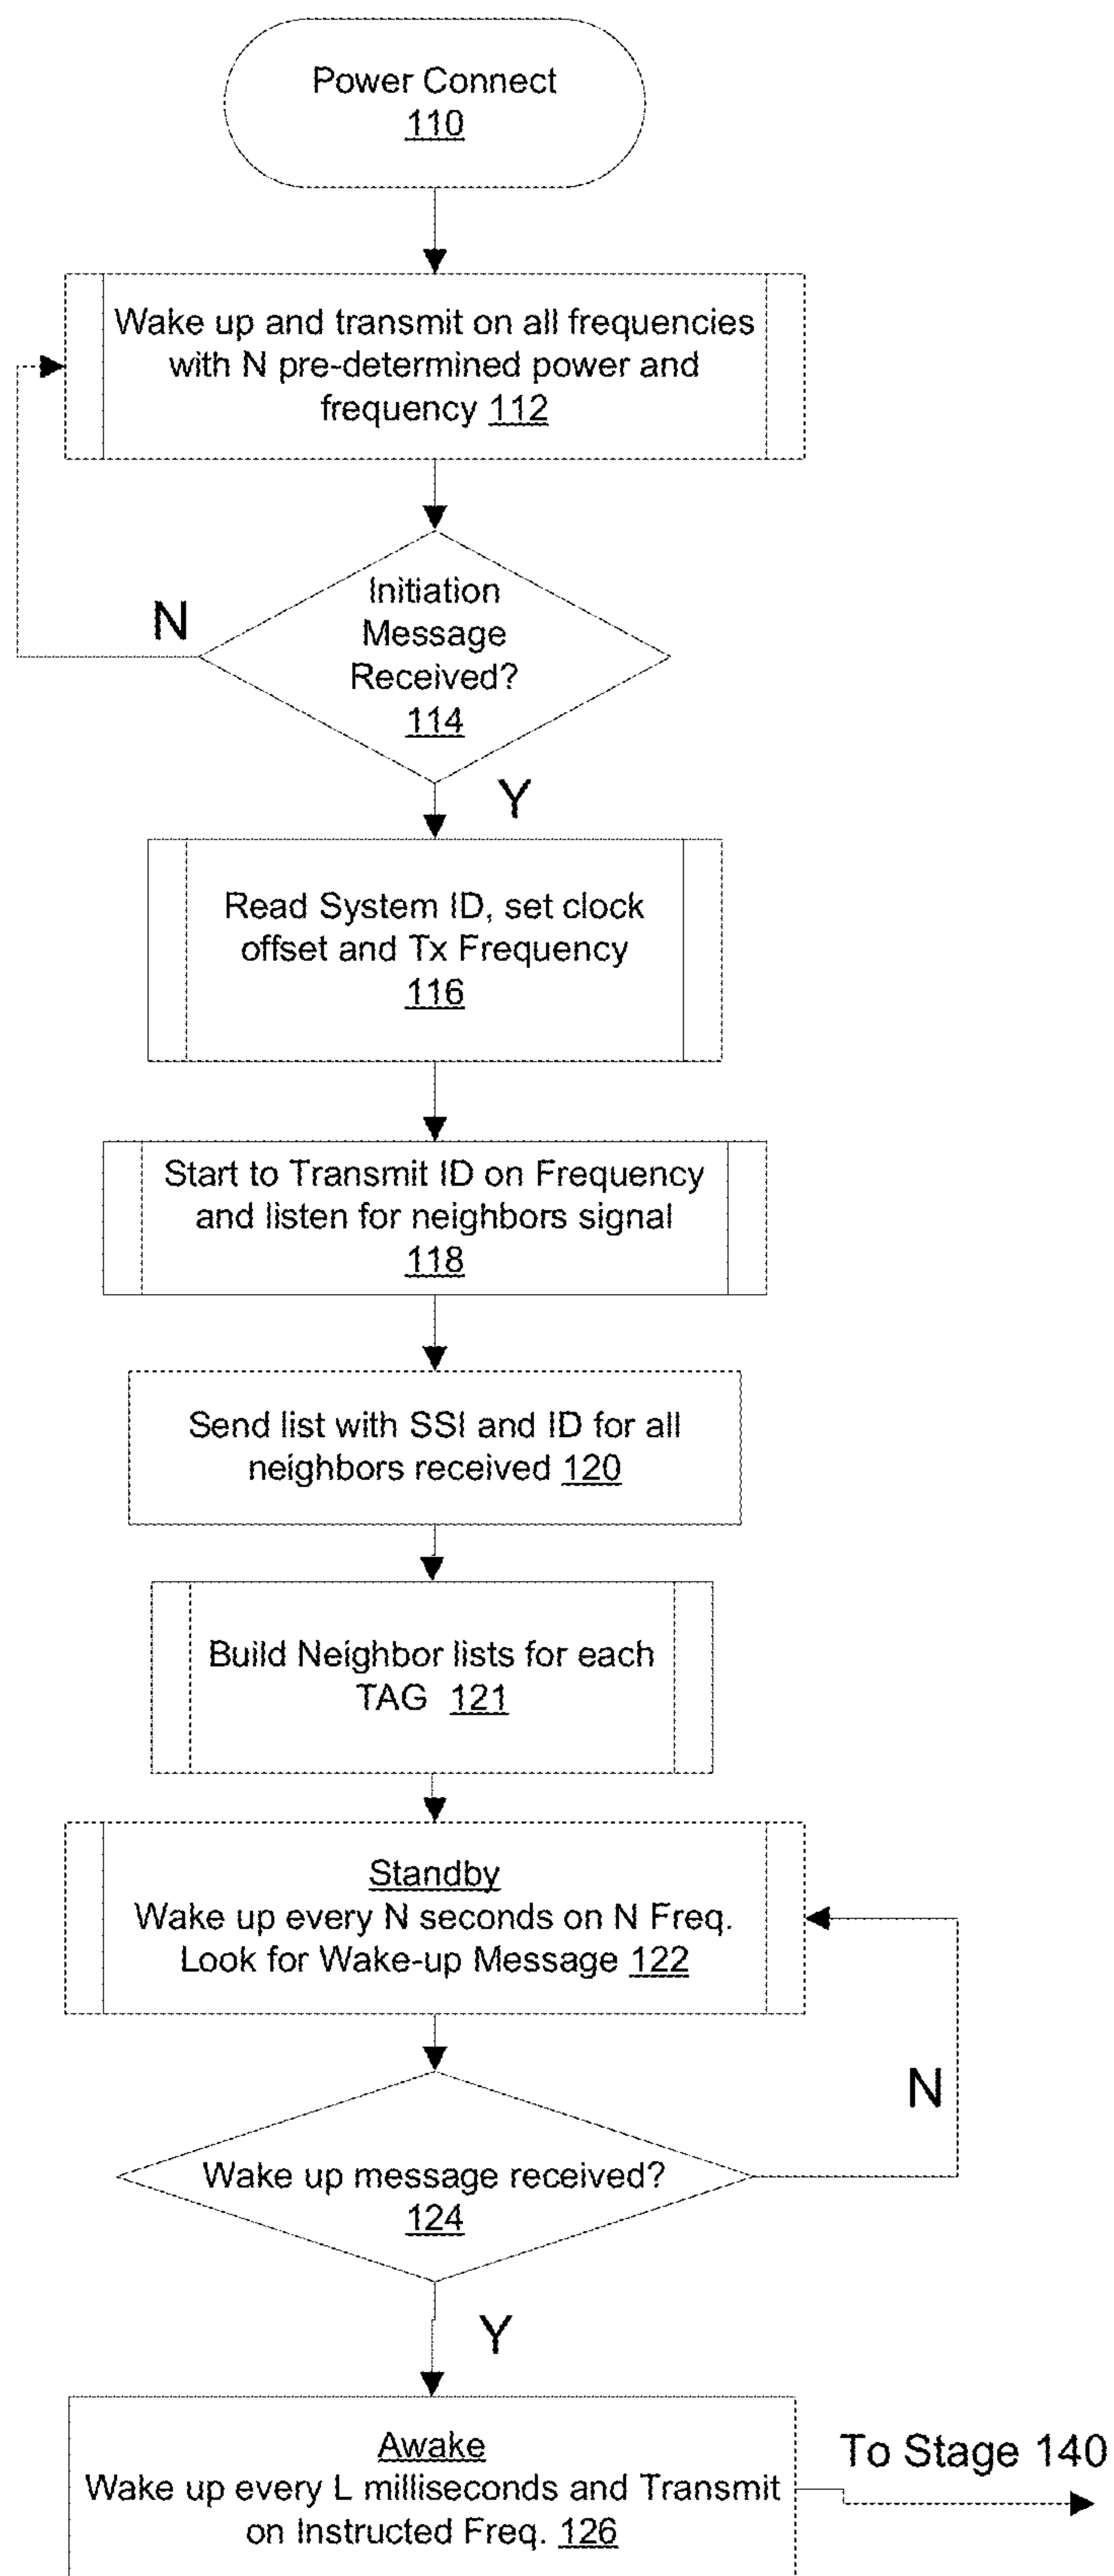 Power Connect
110
Wake up and transmit on all frequencies
with N pre-determined power and
frequency 112
Initiation
Message
Received?
114
N
Y
Read System ID, set clock
offset and Tx Frequency
116
Start to Transmit ID on Frequency
and listen for neighbors signal
118
Send list with SSI and ID for all
neighbors received 120
Build Neighbor lists for each
TAG 121
Standby
Wake up every N seconds on N Freq.
Look for Wake-up Message 122
N
Wake up message received?
124
Y
Awake
Wake up every L milliseconds and Transmit
on Instructed Freq. 126
To Stage 140